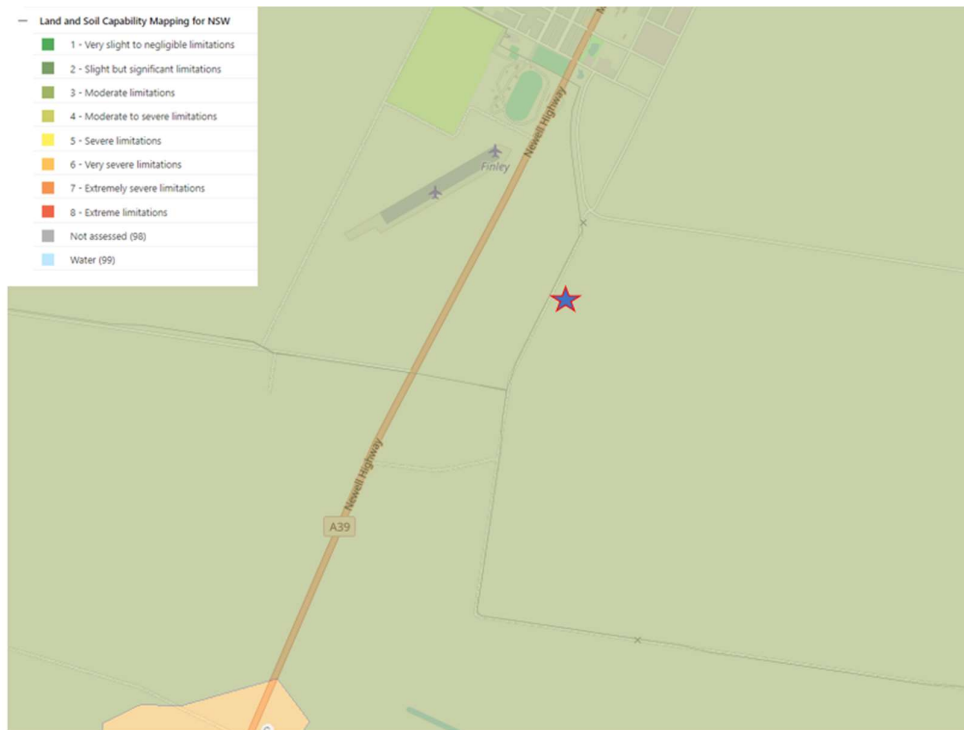 Land and Soil Capability Mapping for NSW
1 - Very slight to negligible limitations
2 - Slight but significant limitations
3 - Moderate limitations
4 - Moderate to severe limitations
5 - Severe limitations
6 - Very severe limitations
7 - Extremely severe limitations
8 - Extreme limitations
Not assessed (98)
Water (99)
Newell Highway
Finley
Newell Highway
A39